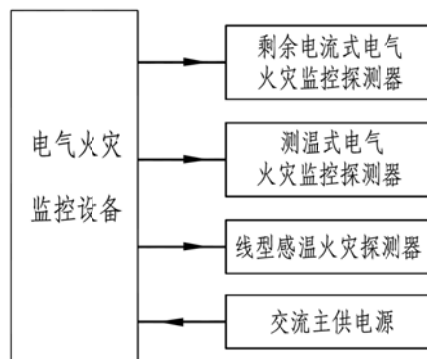 电气火灾
监控设备
剩余电流式电气
火灾监控探测器
测温式电气
火灾监控探测器
线型感温火灾探测器
交流主供电源